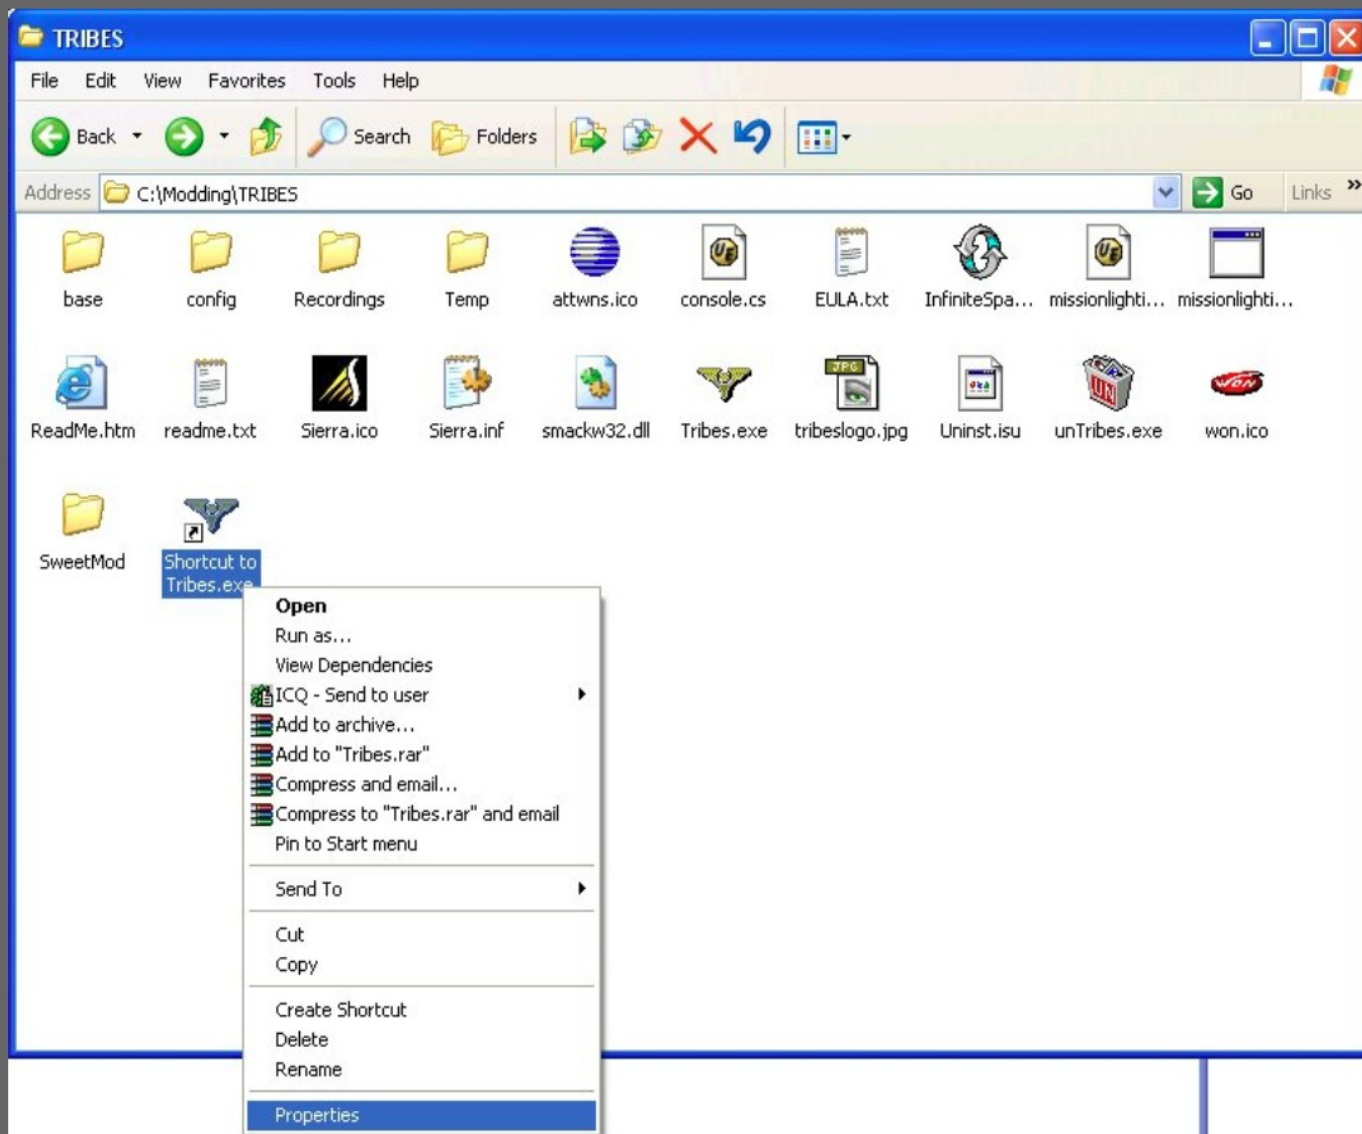 TRIBES
File Edit View Favorites Tools Help
Back Search Folders
Address C:\Modding\TRIBES Go Links »
base config Recordings Temp attwns.ico console.cs EULA.txt InfiniteSpa... missionlighti... missionlighti...
JPG
UN
WON
ReadMe.htm readme.txt Sierra.ico Sierra.inf smackw32.dll Tribes.exe tribeslogo.jpg Uninst.isu unTribes.exe won.ico
SweetMod Shortcut to
Tribes.exe
Open
Run as...
View Dependencies
ICQ - Send to user
Add to archive...
Add to "Tribes.rar"
Compress and email...
Compress to "Tribes.rar" and email
Pin to Start menu
Send To
Cut
Copy
Create Shortcut
Delete
Rename
Properties